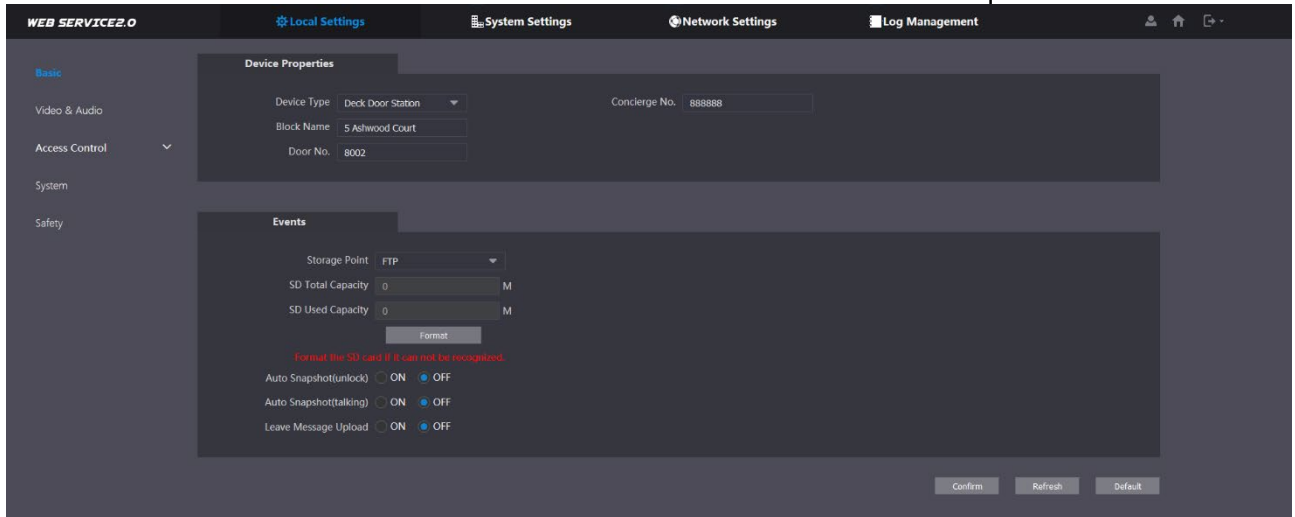 WEB SERVICE2.0 Local Settings System Settings Network Settings Log Management
Basic
Video & Audio
Access Control
System
Safety
Device Properties
Device Type Deck Door Station Concierge No. 888888
Block Name 5 Ashwood Court
Door No. 8002
Events
Storage Point FTP
SD Total Capacity 0 M
SD Used Capacity 0 M
Format
Format the SD card if it can not be recognized.
Auto Snapshot(unlock) ON OFF
Auto Snapshot(talking) ON OFF
Leave Message Upload ON OFF
Confirm Refresh Default